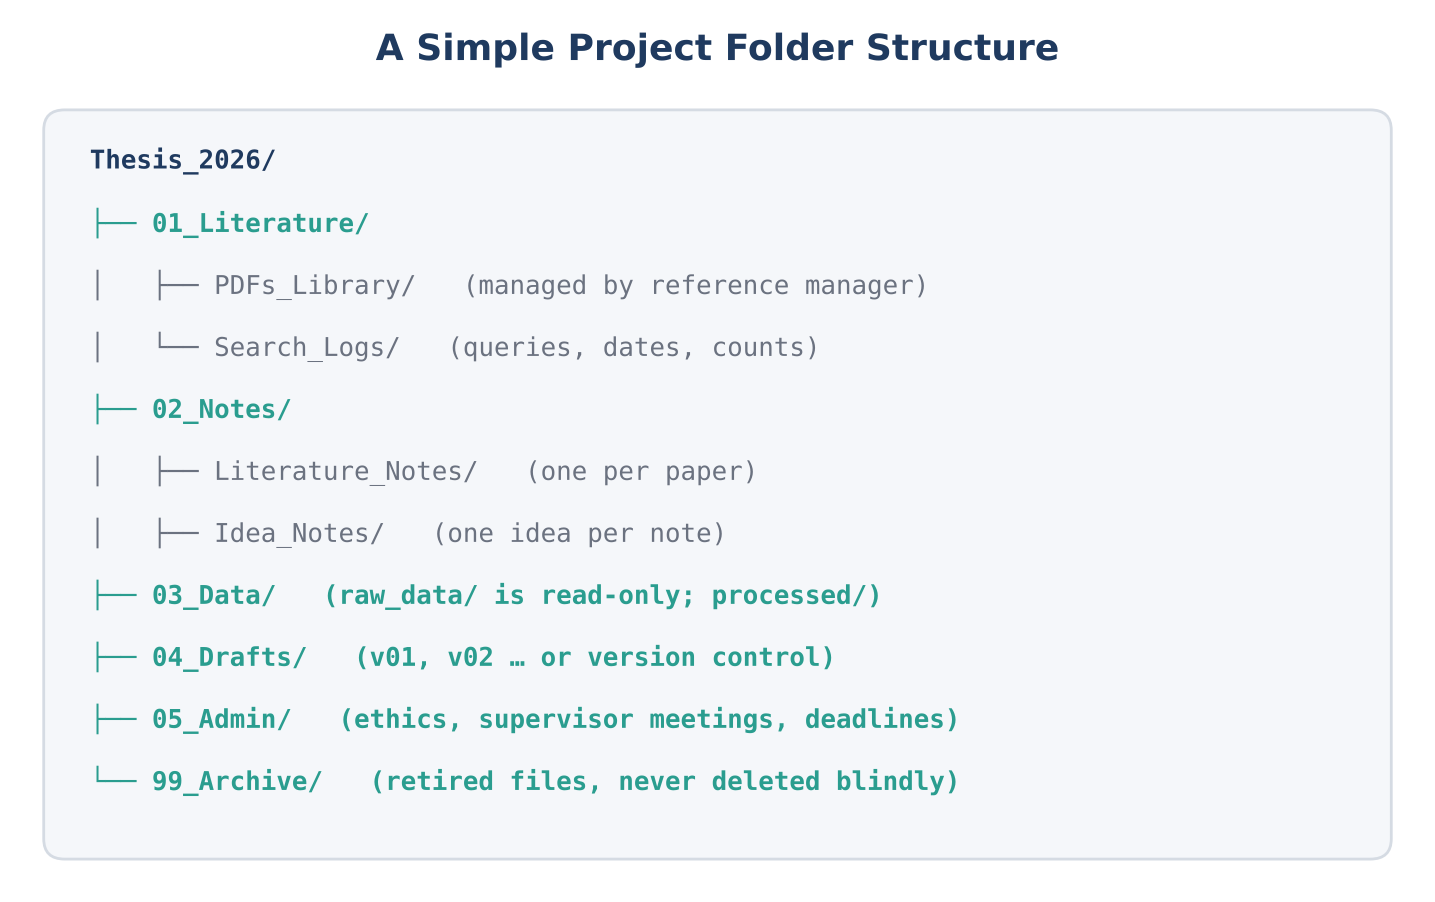 A Simple Project Folder Structure
Thesis_2026/
├── 01_Literature/
│   ├── PDFs_Library/   (managed by reference manager)
│   └── Search_Logs/   (queries, dates, counts)
├── 02_Notes/
│   ├── Literature_Notes/   (one per paper)
│   ├── Idea_Notes/   (one idea per note)
├── 03_Data/   (raw_data/ is read-only; processed/)
├── 04_Drafts/   (v01, v02 … or version control)
├── 05_Admin/   (ethics, supervisor meetings, deadlines)
└── 99_Archive/   (retired files, never deleted blindly)